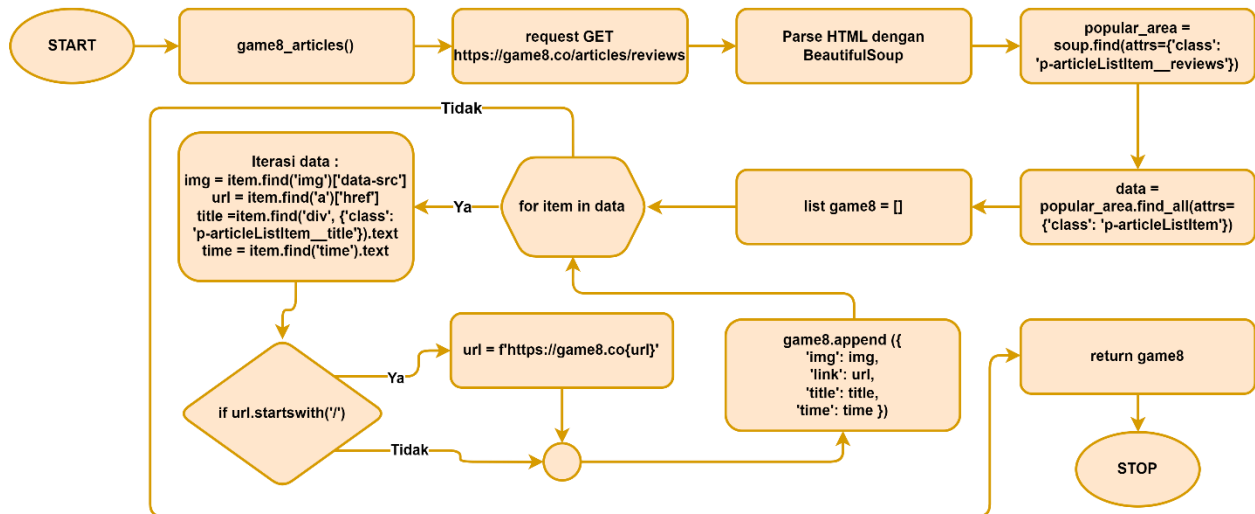 START
game8_articles()
request GET
https://game8.co/articles/reviews
Parse HTML dengan
BeautifulSoup
popular_area =
soup.find(attrs={'class':
'p-articleListItem__reviews'})
data =
popular_area.find_all(attrs=
{'class': 'p-articleListItem'})
list game8 = []
for item in data
Tidak
Ya
Iterasi data :
img = item.find('img')['data-src']
url = item.find('a')['href']
title =item.find('div', {'class':
'p-articleListItem__title'}).text
time = item.find('time').text
if url.startswith('/')
Ya
url = f'https://game8.co{url}'
Tidak
game8.append ({
'img': img,
'link': url,
'title': title,
'time': time })
return game8
STOP